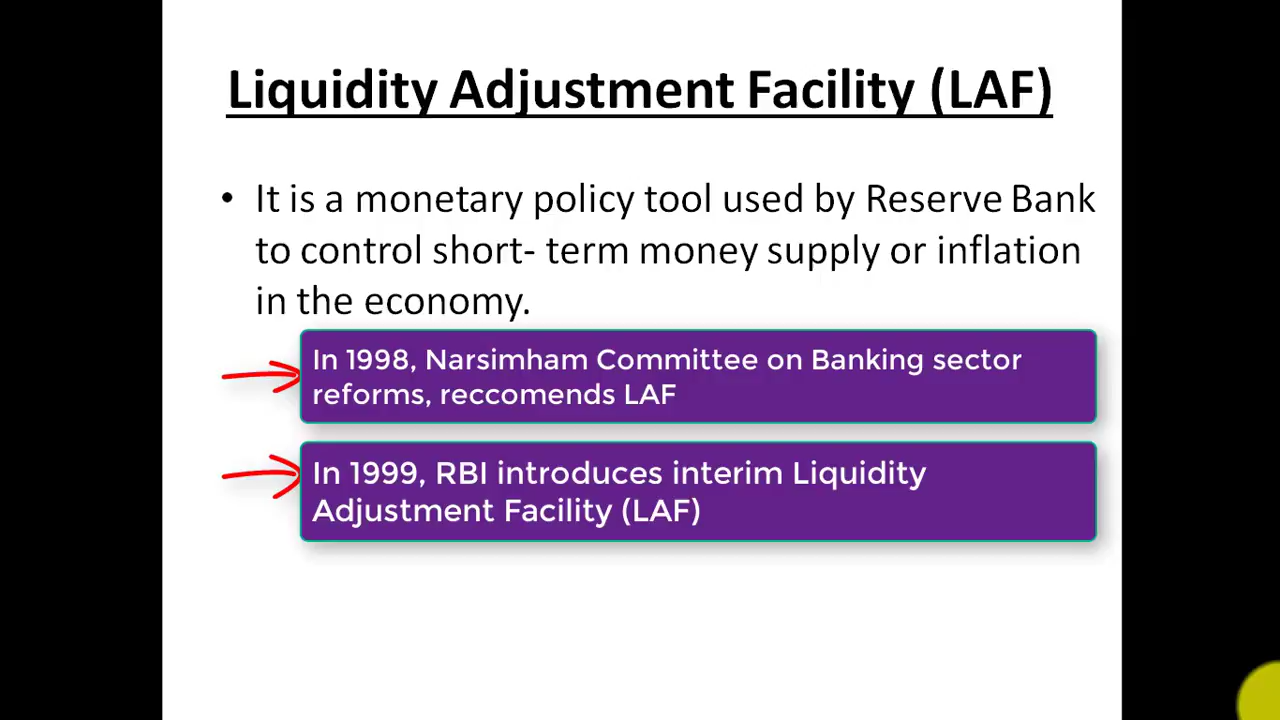 Liquidity Adjustment Facility (LAF)
• It is a monetary policy tool used by Reserve Bank
to control short- term money supply or inflation
in the economy.
In 1998, Narsimham Committee on Banking sector
reforms, reccomends LAF
In 1999, RBI introduces interim Liquidity
Adjustment Facility (LAF)